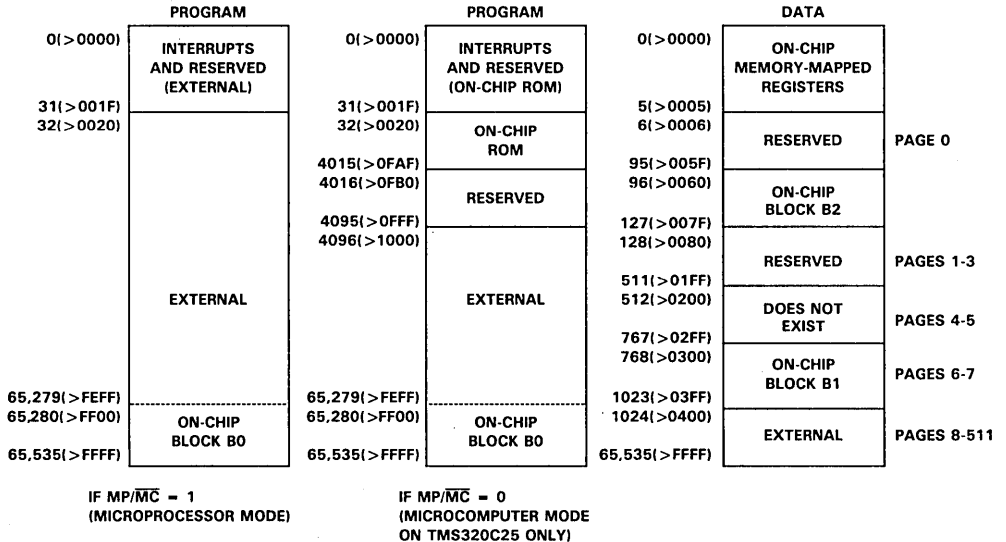 PROGRAM
0(>0000)
INTERRUPTS
AND RESERVED
(EXTERNAL)
31(>001F)
32(>0020)
EXTERNAL
65,279(>FEFF)
65,280(>FF00)
ON-CHIP
BLOCK B0
65,535(>FFFF)
IF MP/M̅C̅ = 1
(MICROPROCESSOR MODE)
PROGRAM
0(>0000)
INTERRUPTS
AND RESERVED
(ON-CHIP ROM)
31(>001F)
32(>0020)
ON-CHIP
ROM
4015(>0FAF)
4016(>0FB0)
RESERVED
4095(>0FFF)
4096(>1000)
EXTERNAL
65,279(>FEFF)
65,280(>FF00)
ON-CHIP
BLOCK B0
65,535(>FFFF)
IF MP/M̅C̅ = 0
(MICROCOMPUTER MODE
ON TMS320C25 ONLY)
DATA
0(>0000)
ON-CHIP
MEMORY-MAPPED
REGISTERS
5(>0005)
6(>0006)
RESERVED
PAGE 0
95(>005F)
96(>0060)
ON-CHIP
BLOCK B2
127(>007F)
128(>0080)
RESERVED
PAGES 1-3
511(>01FF)
512(>0200)
DOES NOT
EXIST
PAGES 4-5
767(>02FF)
768(>0300)
ON-CHIP
BLOCK B1
PAGES 6-7
1023(>03FF)
1024(>0400)
EXTERNAL
PAGES 8-511
65,535(>FFFF)